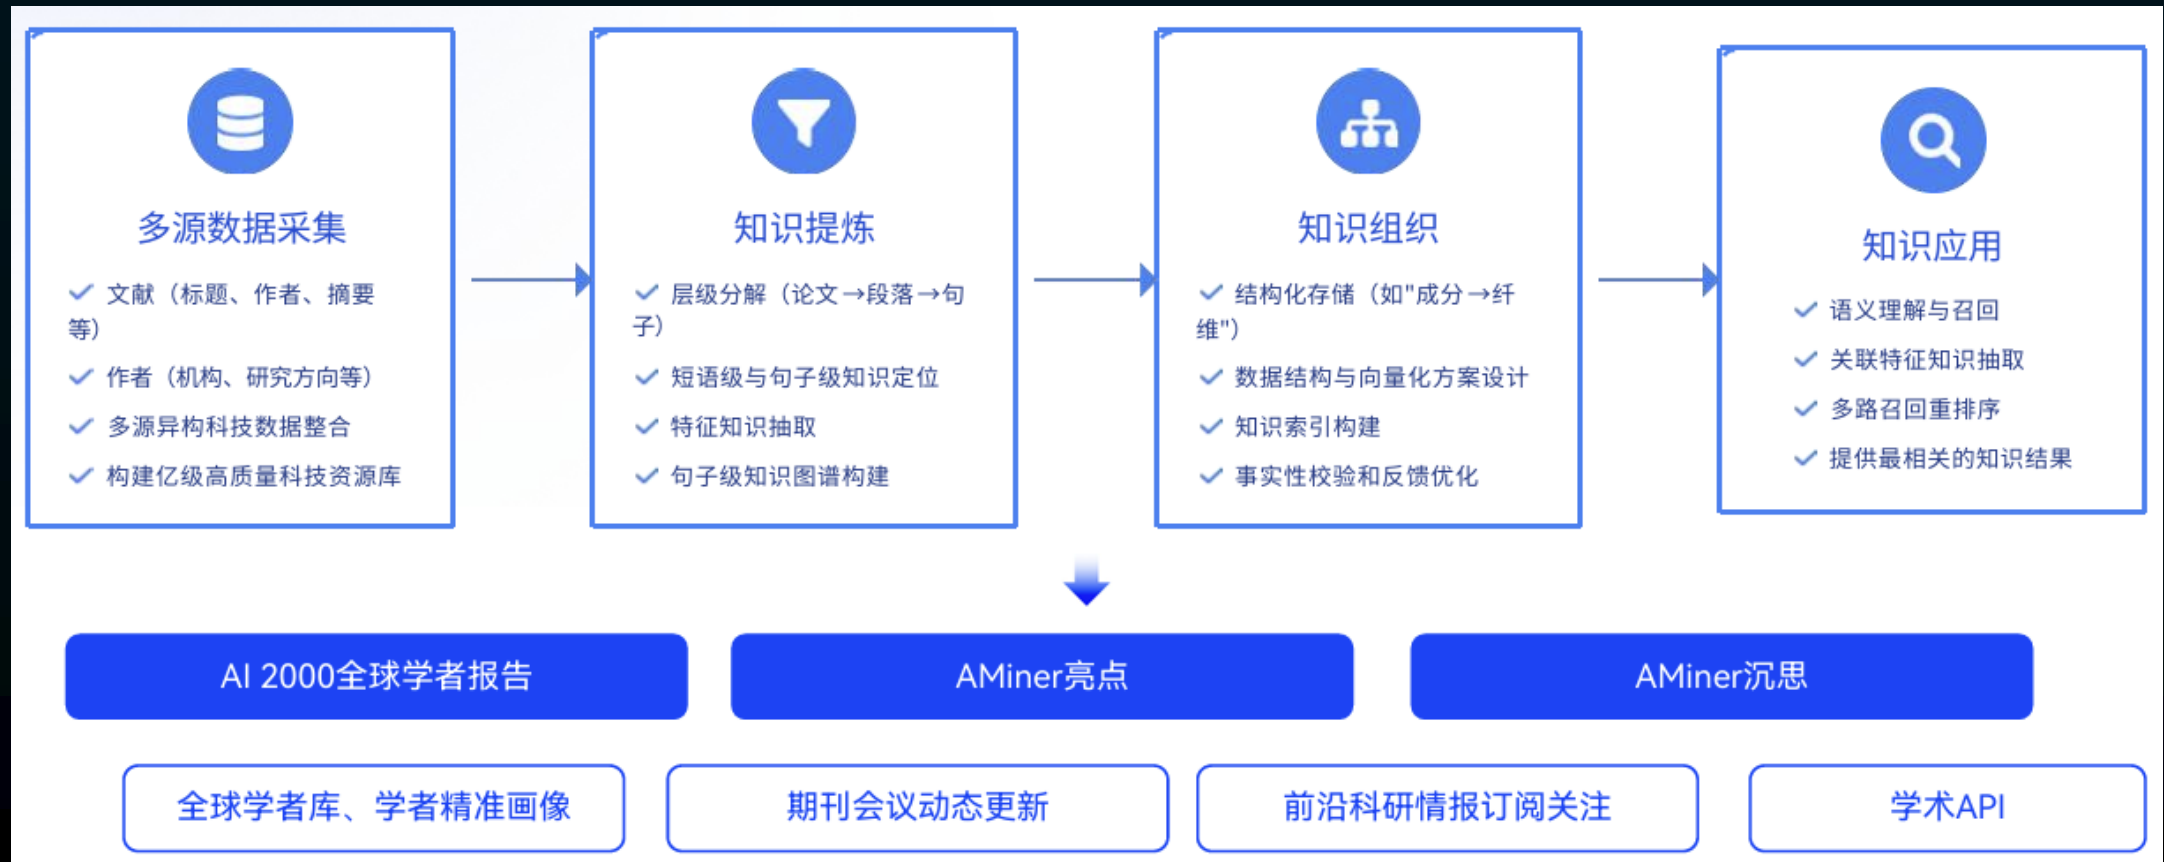 多源数据采集
文献（标题、作者、摘要
等）
作者（机构、研究方向等）
多源异构科技数据整合
构建亿级高质量科技资源库
知识提炼
层级分解（论文→段落→句
子）
短语级与句子级知识定位
特征知识抽取
句子级知识图谱构建
知识组织
结构化存储（如"成分→纤
维"）
数据结构与向量化方案设计
知识索引构建
事实性校验和反馈优化
知识应用
语义理解与召回
关联特征知识抽取
多路召回重排序
提供最相关的知识结果
AI 2000全球学者报告
AMiner亮点
AMiner沉思
全球学者库、学者精准画像
期刊会议动态更新
前沿科研情报订阅关注
学术API